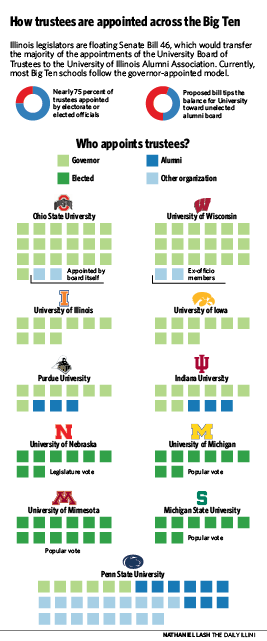 How trustees are appointed across the Big Ten
Illinois legislators are floating Senate Bill 46, which would transfer
the majority of the appointments of the University Board of
Trustees to the University of Illinois Alumni Association. Currently,
most Big Ten schools follow the governor-appointed model.
Nearly 75 percent of
trustees appointed
by electorate or
elected officials
Proposed bill tips the
balance for University
toward unelected
alumni board
Who appoints trustees?
Governor
Alumni
Elected
Other organization
Ohio State University
University of Wisconsin
Appointed by
board itself
Ex-officio
members
University of Illinois
University of Iowa
Purdue University
Indiana University
University of Nebraska
University of Michigan
Legislature vote
Popular vote
University of Minnesota
Michigan State University
Popular vote
Popular vote
Penn State University
NATHANIEL LASH THE DAILY ILLINI